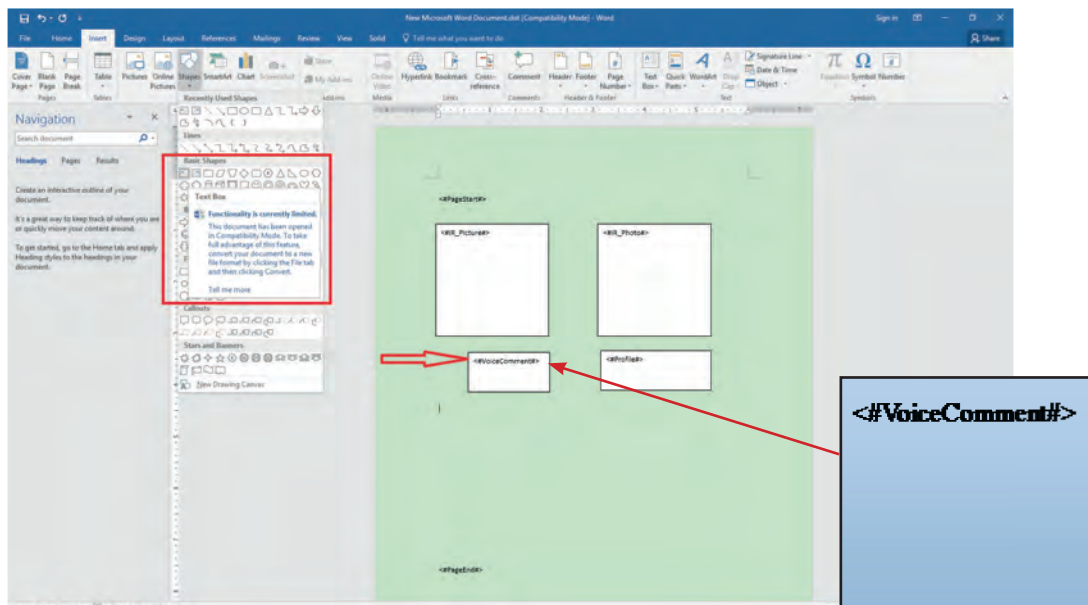 New Microsoft Word Document.dot [Compatibility Mode] - Word
Sign in
File Home Insert Design Layout References Mailings Review View Solid Tell me what you want to do
Share
Cover Page Blank Page Page Break Table Pictures Online Pictures Shapes SmartArt Chart Screenshot Store My Add-ins Online Video Hyperlink Bookmark Cross-reference Comment Header Footer Page Number Text Box Quick Parts WordArt Drop Cap Signature Line Date & Time Object Equation Symbol Number
Pages Tables Add-ins Media Links Comments Header & Footer Text Symbols
Navigation
Search document
Headings Pages Results
Create an interactive outline of your
document.
It's a great way to keep track of where you are
or quickly move your content around.
To get started, go to the Home tab and apply
Heading styles to the headings in your
document.
Recently Used Shapes
Lines
Basic Shapes
Text Box
Functionality is currently limited.
This document has been opened
in Compatibility Mode. To take
full advantage of this feature,
convert your document to a new
file format by clicking the File tab
and then clicking Convert.
Tell me more
Callouts
Stars and Banners
New Drawing Canvas
<#PageStart#>
<#IR_Picture#>
<#IR_Photo#>
<#VoiceComment#>
<#Profile#>
<#PageEnd#>
<#VoiceComment#>